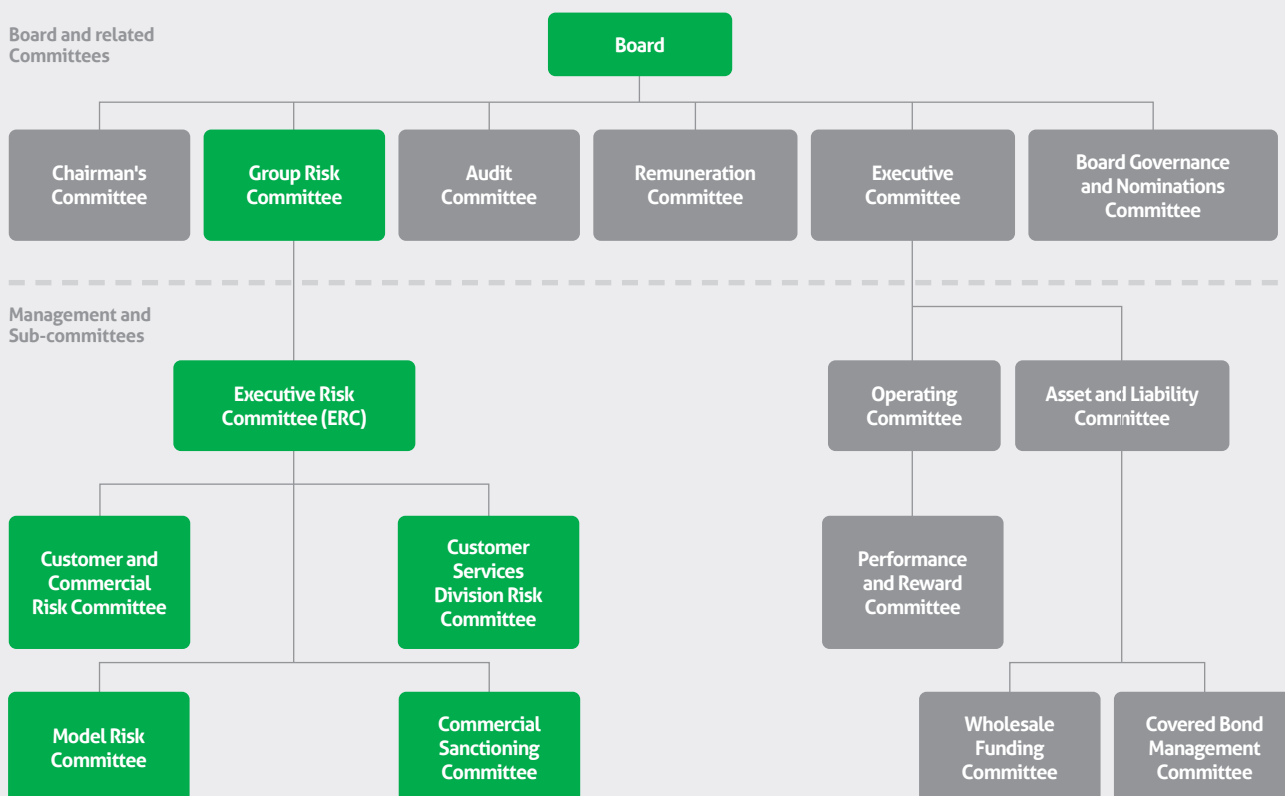 Board and related
Committees
Board
Chairman's
Committee
Group Risk
Committee
Audit
Committee
Remuneration
Committee
Executive
Committee
Board Governance
and Nominations
Committee
Management and
Sub-committees
Executive Risk
Committee (ERC)
Operating
Committee
Asset and Liability
Committee
Customer and
Commercial
Risk Committee
Customer
Services
Division Risk
Committee
Performance
and Reward
Committee
Model Risk
Committee
Commercial
Sanctioning
Committee
Wholesale
Funding
Committee
Covered Bond
Management
Committee